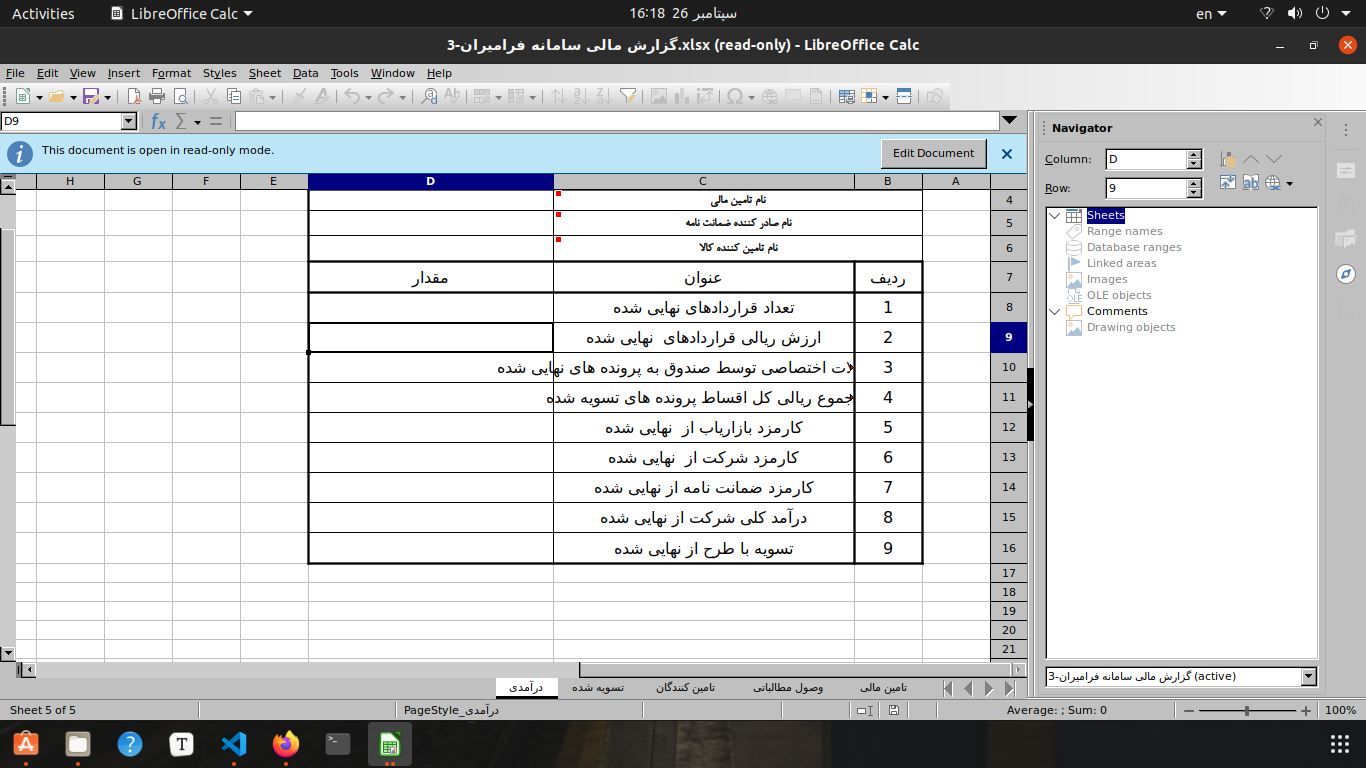 Activities
LibreOffice Calc
سپتامبر 26  16:18
en
گزارش مالی سامانه فرامیران-3.xlsx (read-only) - LibreOffice Calc
File Edit View Insert Format Styles Sheet Data Tools Window Help
D9
This document is open in read-only mode.
Edit Document
H G F E D C B A
4 نام تامین مالی
5 نام صادر کننده ضمانت نامه
6 نام تامین کننده کالا
7 ردیف عنوان مقدار
8 1 تعداد قراردادهای نهایی شده
9 2 ارزش ریالی قراردادهای نهایی شده
10 3 لات اختصاصی توسط صندوق به پرونده های نهایی شده
11 4 جموع ریالی کل اقساط پرونده های تسویه شده
12 5 کارمزد بازاریاب از نهایی شده
13 6 کارمزد شرکت از نهایی شده
14 7 کارمزد ضمانت نامه از نهایی شده
15 8 درآمد کلی شرکت از نهایی شده
16 9 تسویه با طرح از نهایی شده
17
18
19
20
21
تامین مالی وصول مطالباتی تامین کنندگان تسویه شده درآمدی
Sheet 5 of 5
PageStyle_درآمدی
Average: ; Sum: 0
100%
Navigator
Column: D
Row: 9
Sheets
Range names
Database ranges
Linked areas
Images
OLE objects
Comments
Drawing objects
گزارش مالی سامانه فرامیران-3 (active)